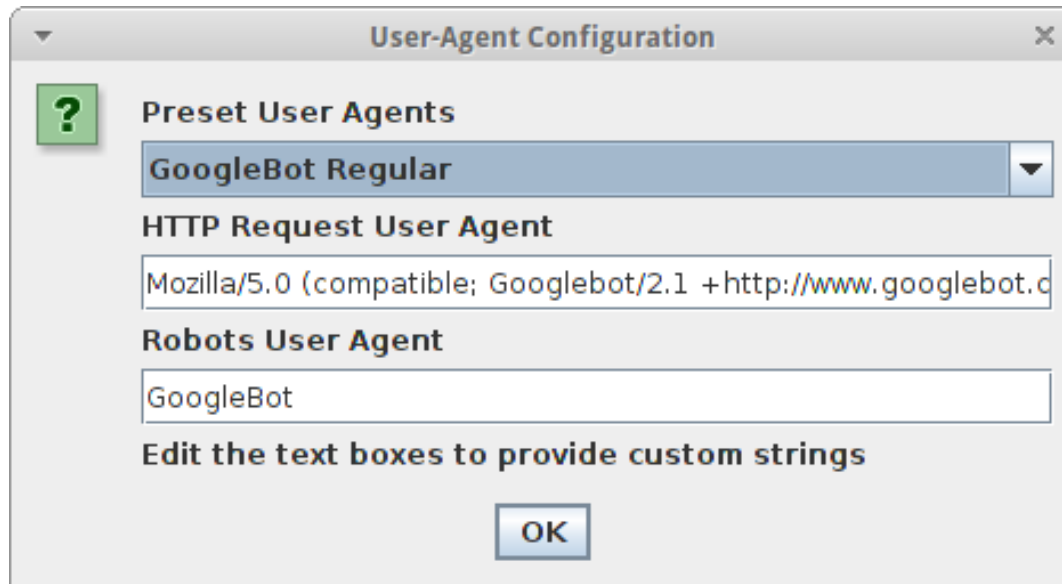 User-Agent Configuration
?
Preset User Agents
GoogleBot Regular
HTTP Request User Agent
Mozilla/5.0 (compatible; Googlebot/2.1 +http://www.googlebot.c
Robots User Agent
GoogleBot
Edit the text boxes to provide custom strings
OK